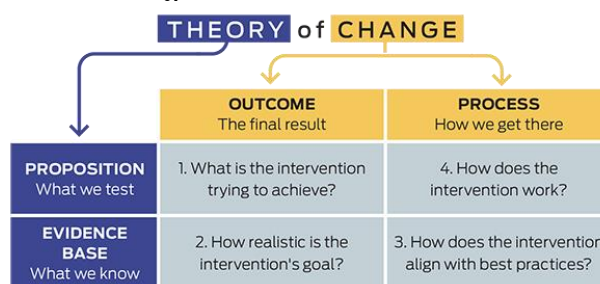 THEORY of CHANGE
OUTCOME
The final result
PROCESS
How we get there
PROPOSITION
What we test
1. What is the intervention
trying to achieve?
4. How does the
intervention work?
EVIDENCE
BASE
What we know
2. How realistic is the
intervention's goal?
3. How does the intervention
align with best practices?